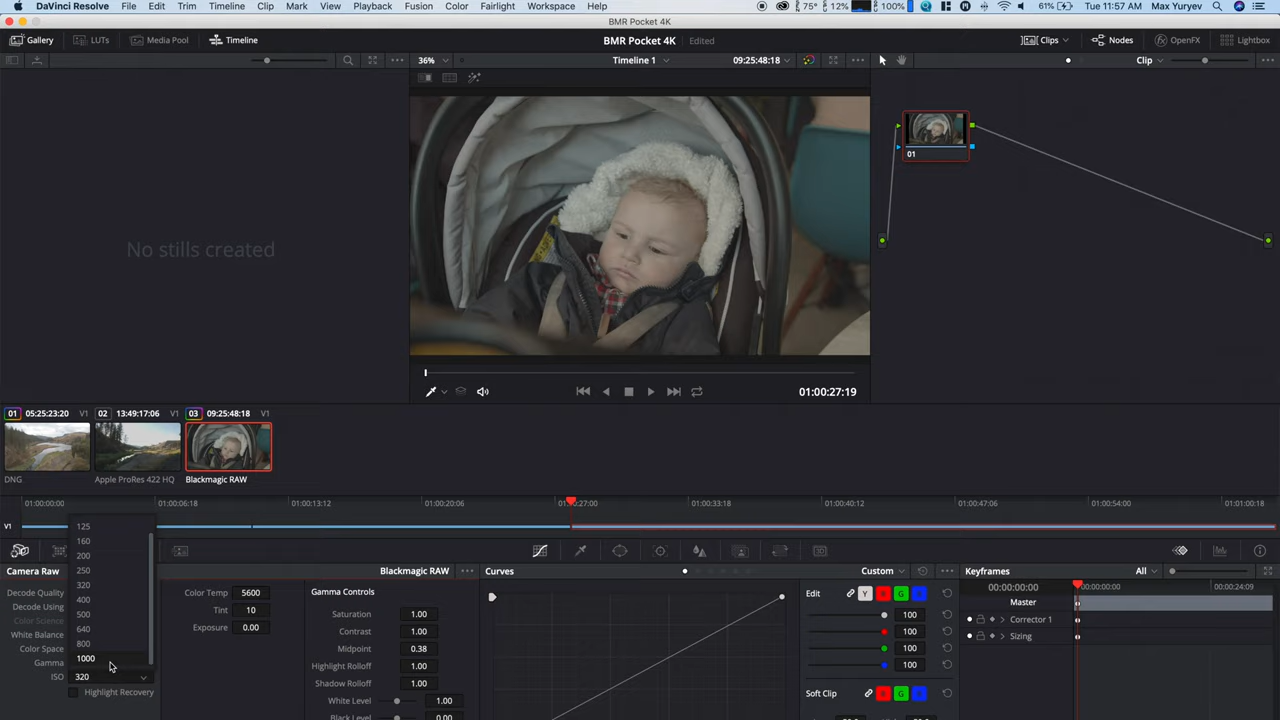 DaVinci Resolve File Edit Trim Timeline Clip Mark View Playback Fusion Color Fairlight Workspace Help 75° 12% 100% 61% Tue 11:57 AM Max Yuryev
BMR Pocket 4K
Gallery LUTs Media Pool Timeline BMR Pocket 4K Edited Clips Nodes OpenFX Lightbox
36% Timeline 1 09:25:48:18 Clip
01
No stills created
01:00:27:19
01 05:25:23:20 V1 02 13:49:17:06 V1 03 09:25:48:18 V1
DNG Apple ProRes 422 HQ Blackmagic RAW
01:00:00:00 01:00:06:18 01:00:13:12 01:00:20:06 01:00:27:00 01:00:33:18 01:00:40:12 01:00:47:06 01:00:54:00 01:01:00:18
V1
Camera Raw Blackmagic RAW Curves Custom Keyframes All
Decode Quality
Decode Using
Color Science
White Balance
Color Space
Gamma
ISO 320
Highlight Recovery
125
160
200
250
320
400
500
640
800
1000
Color Temp 5600
Tint 10
Exposure 0.00
Gamma Controls
Saturation 1.00
Contrast 1.00
Midpoint 0.38
Highlight Rolloff 1.00
Shadow Rolloff 1.00
White Level 1.00
Black Level 0.00
Edit Y R G B
100
100
100
100
Soft Clip R G B
00:00:00:00 00:00:00:00 00:00:24:09
Master
Corrector 1
Sizing